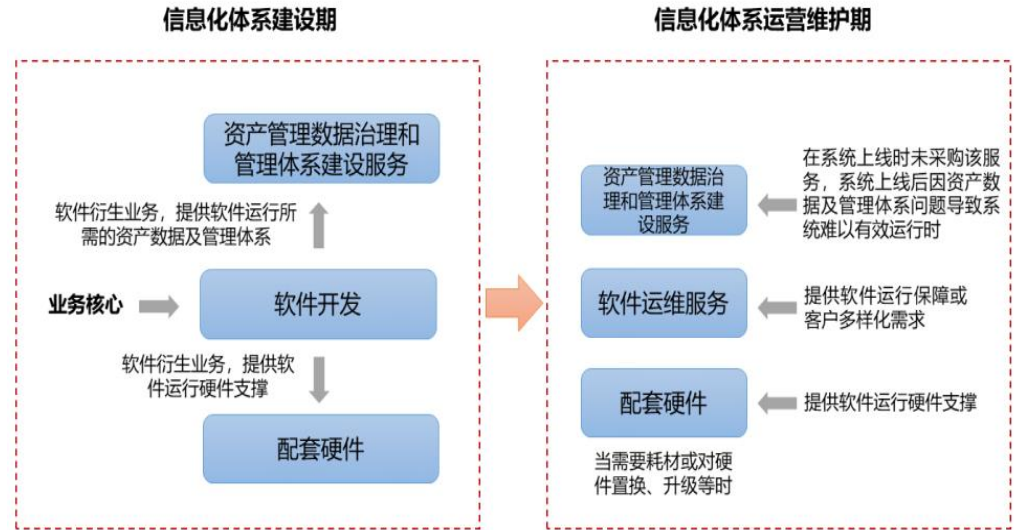 信息化体系建设期
资产管理数据治理和
管理体系建设服务
软件衍生业务，提供软件运行所
需的资产数据及管理体系
业务核心
软件开发
软件衍生业务，提供软
件运行硬件支撑
配套硬件
信息化体系运营维护期
资产管理数据治
理和管理体系建
设服务
在系统上线时未采购该服
务，系统上线后因资产数
据及管理体系问题导致系
统难以有效运行时
软件运维服务
提供软件运行保障或
客户多样化需求
配套硬件
提供软件运行硬件支撑
当需要耗材或对硬
件置换、升级等时